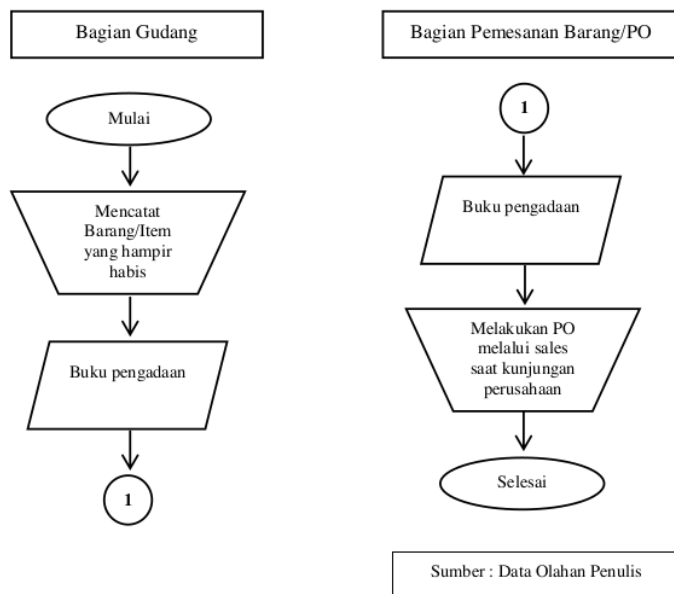 Bagian Gudang
Mulai
Mencatat
Barang/Item
yang hampir
habis
Buku pengadaan
1
Bagian Pemesanan Barang/PO
1
Buku pengadaan
Melakukan PO
melalui sales
saat kunjungan
perusahaan
Selesai
Sumber : Data Olahan Penulis